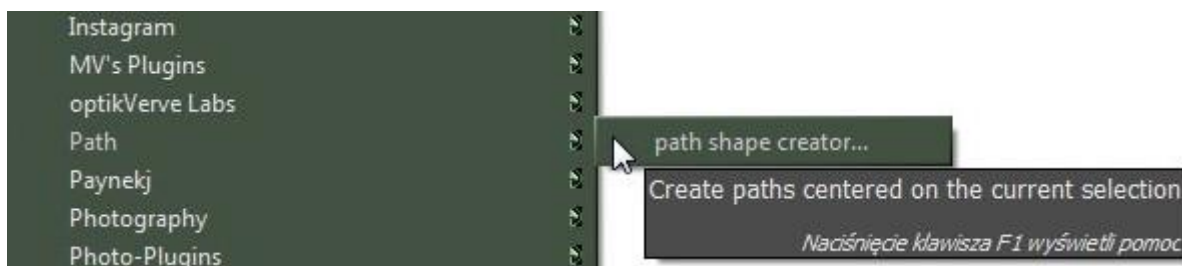 Instagram
MV's Plugins
optikVerve Labs
Path
path shape creator...
Paynekj
Create paths centered on the current selection
Photography
Naciśnięcie klawisza F1 wyświetli pomoc
Photo-Plugins